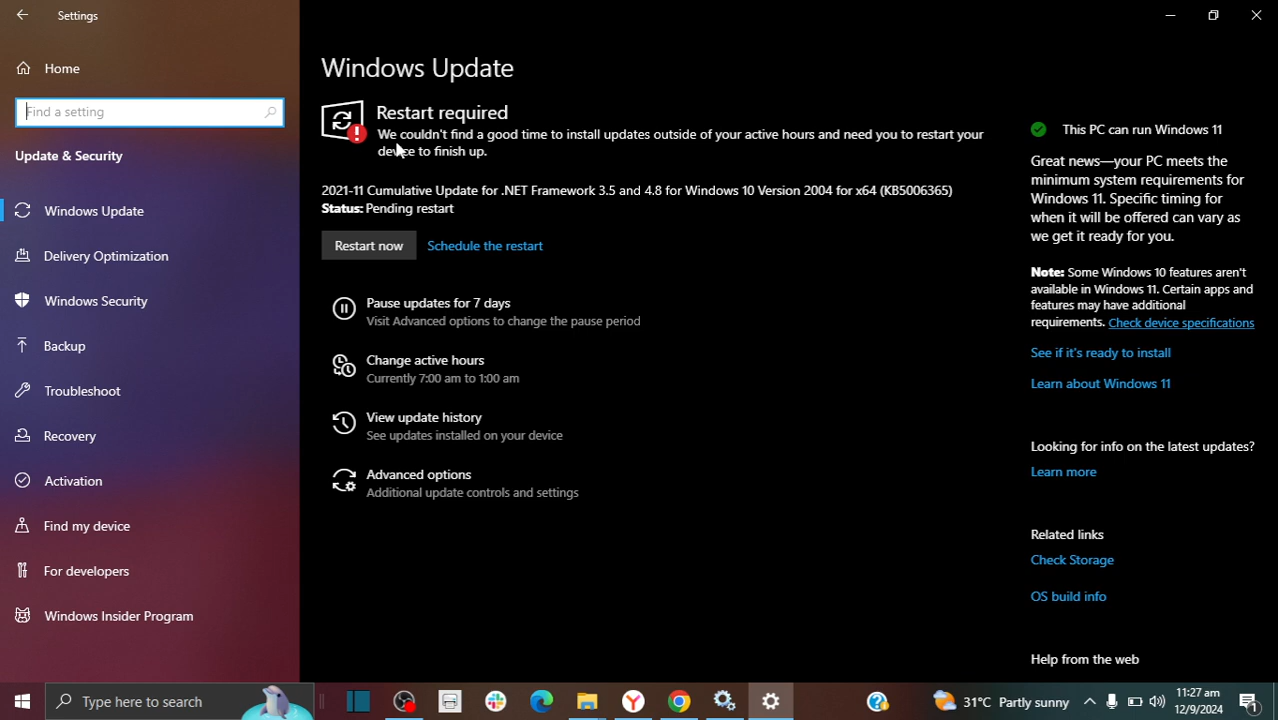 Settings
Home
Find a setting
Update & Security
Windows Update
Delivery Optimization
Windows Security
Backup
Troubleshoot
Recovery
Activation
Find my device
For developers
Windows Insider Program
Windows Update
Restart required
We couldn't find a good time to install updates outside of your active hours and need you to restart your
device to finish up.
2021-11 Cumulative Update for .NET Framework 3.5 and 4.8 for Windows 10 Version 2004 for x64 (KB5006365)
Status: Pending restart
Restart now
Schedule the restart
Pause updates for 7 days
Visit Advanced options to change the pause period
Change active hours
Currently 7:00 am to 1:00 am
View update history
See updates installed on your device
Advanced options
Additional update controls and settings
This PC can run Windows 11
Great news—your PC meets the
minimum system requirements for
Windows 11. Specific timing for
when it will be offered can vary as
we get it ready for you.
Note: Some Windows 10 features aren't
available in Windows 11. Certain apps and
features may have additional
requirements. Check device specifications
See if it's ready to install
Learn about Windows 11
Looking for info on the latest updates?
Learn more
Related links
Check Storage
OS build info
Help from the web
Type here to search
31°C Partly sunny
11:27 am
12/9/2024
1